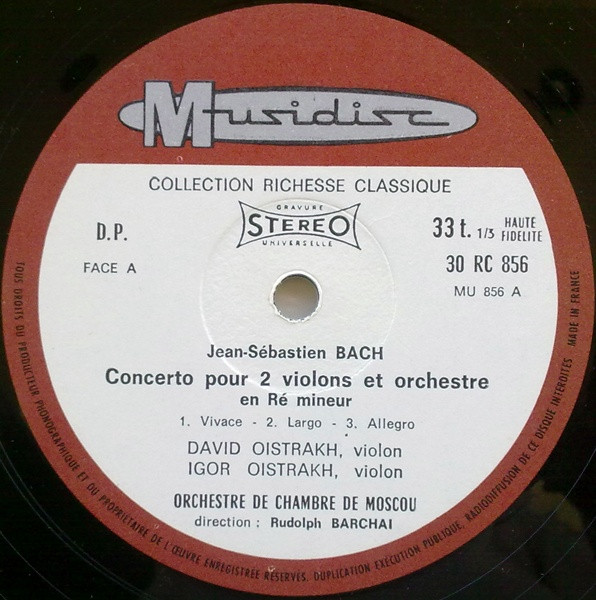 Musidisc
COLLECTION RICHESSE CLASSIQUE
GRAVURE
STEREO
UNIVERSELLE
D.P.
33 t. 1/3 HAUTE FIDELITE
FACE A
30 RC 856
MU 856 A
Jean-Sébastien BACH
Concerto pour 2 violons et orchestre
en Ré mineur
1. Vivace - 2. Largo - 3. Allegro
DAVID OISTRAKH, violon
IGOR OISTRAKH, violon
ORCHESTRE DE CHAMBRE DE MOSCOU
direction : Rudolph BARCHAI
TOUS DROITS DU PRODUCTEUR PHONOGRAPHIQUE ET DU PROPRIETAIRE DE L'ŒUVRE ENREGISTRÉE RESERVES. DUPLICATION EXECUTION PUBLIQUE, RADIODIFFUSION DE CE DISQUE INTERDITES
MADE IN FRANCE